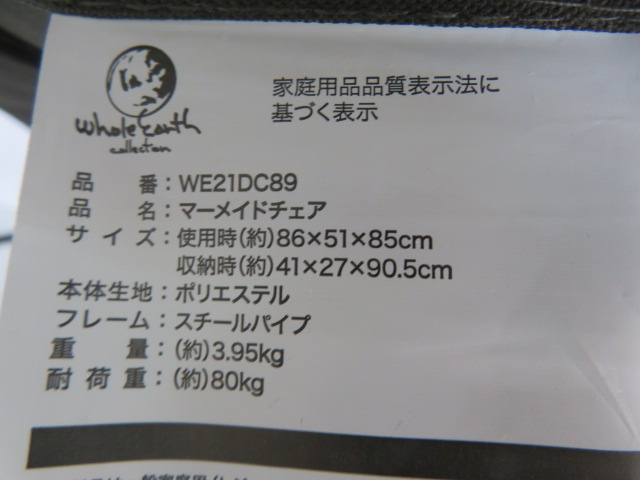 Whole Earth
collection
家庭用品品質表示法に
基づく表示
品 番：WE21DC89
品 名：マーメイドチェア
サイズ：使用時(約)86×51×85cm
収納時(約)41×27×90.5cm
本体生地：ポリエステル
フレーム：スチールパイプ
重 量：(約)3.95kg
耐荷重：(約)80kg